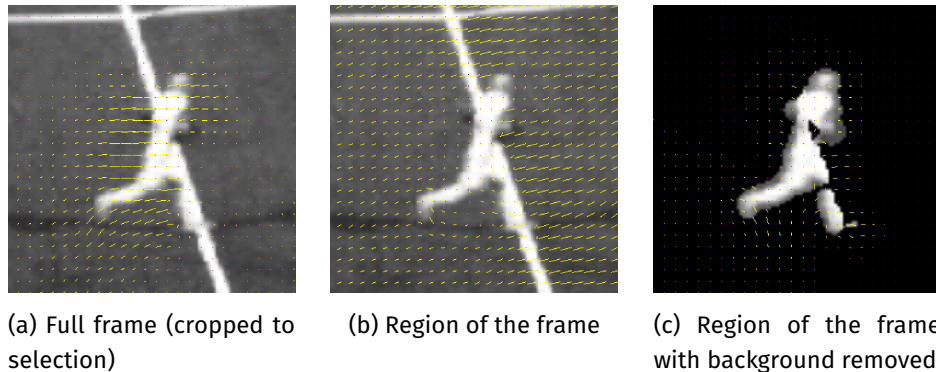 (a) Full frame (cropped to
selection)
(b) Region of the frame
(c) Region of the frame
with background removed